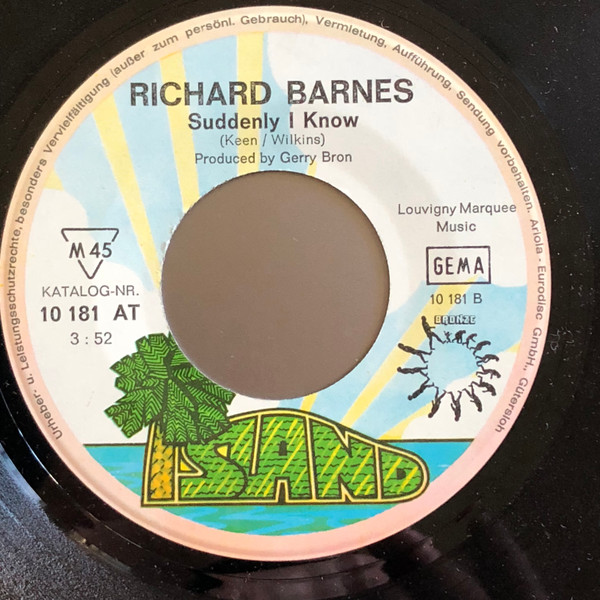 Urheber- u. Leistungsschutzrechte, besonders Vervielfältigung (außer zum persönl. Gebrauch), Vermietung, Aufführung, Sendung vorbehalten. Ariola - Eurodisc GmbH., Gütersloh
RICHARD BARNES
Suddenly I Know
(Keen / Wilkins)
Produced by Gerry Bron
Louvigny Marquee
Music
M 45
GEMA
KATALOG-NR.
10 181 AT
10 181 B
3 : 52
BRONZE
ISLAND